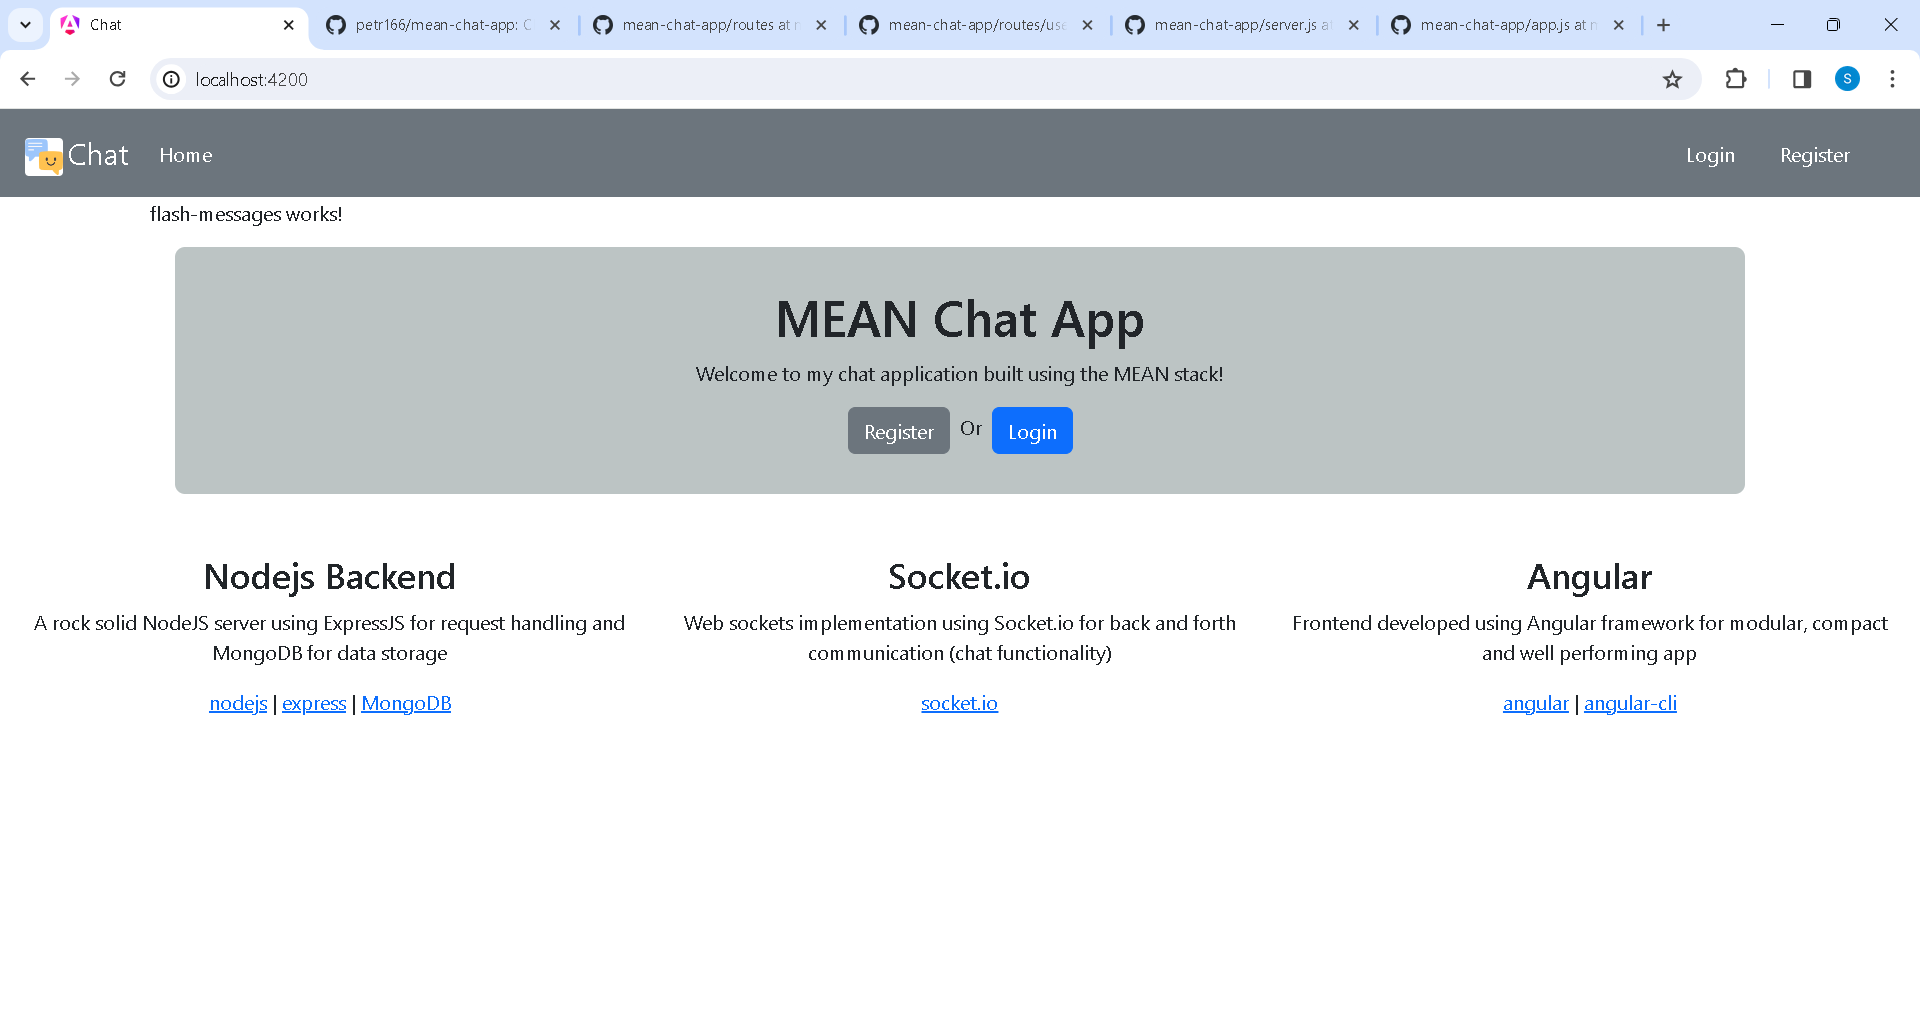 Chat
petr166/mean-chat-app: 
mean-chat-app/routes at
mean-chat-app/routes/use
mean-chat-app/server.js at
mean-chat-app/app.js at
localhost:4200
S
Chat
Home
Login
Register
flash-messages works!
MEAN Chat App
Welcome to my chat application built using the MEAN stack!
Register Or Login
Nodejs Backend
A rock solid NodeJS server using ExpressJS for request handling and
MongoDB for data storage
nodejs | express | MongoDB
Socket.io
Web sockets implementation using Socket.io for back and forth
communication (chat functionality)
socket.io
Angular
Frontend developed using Angular framework for modular, compact
and well performing app
angular | angular-cli